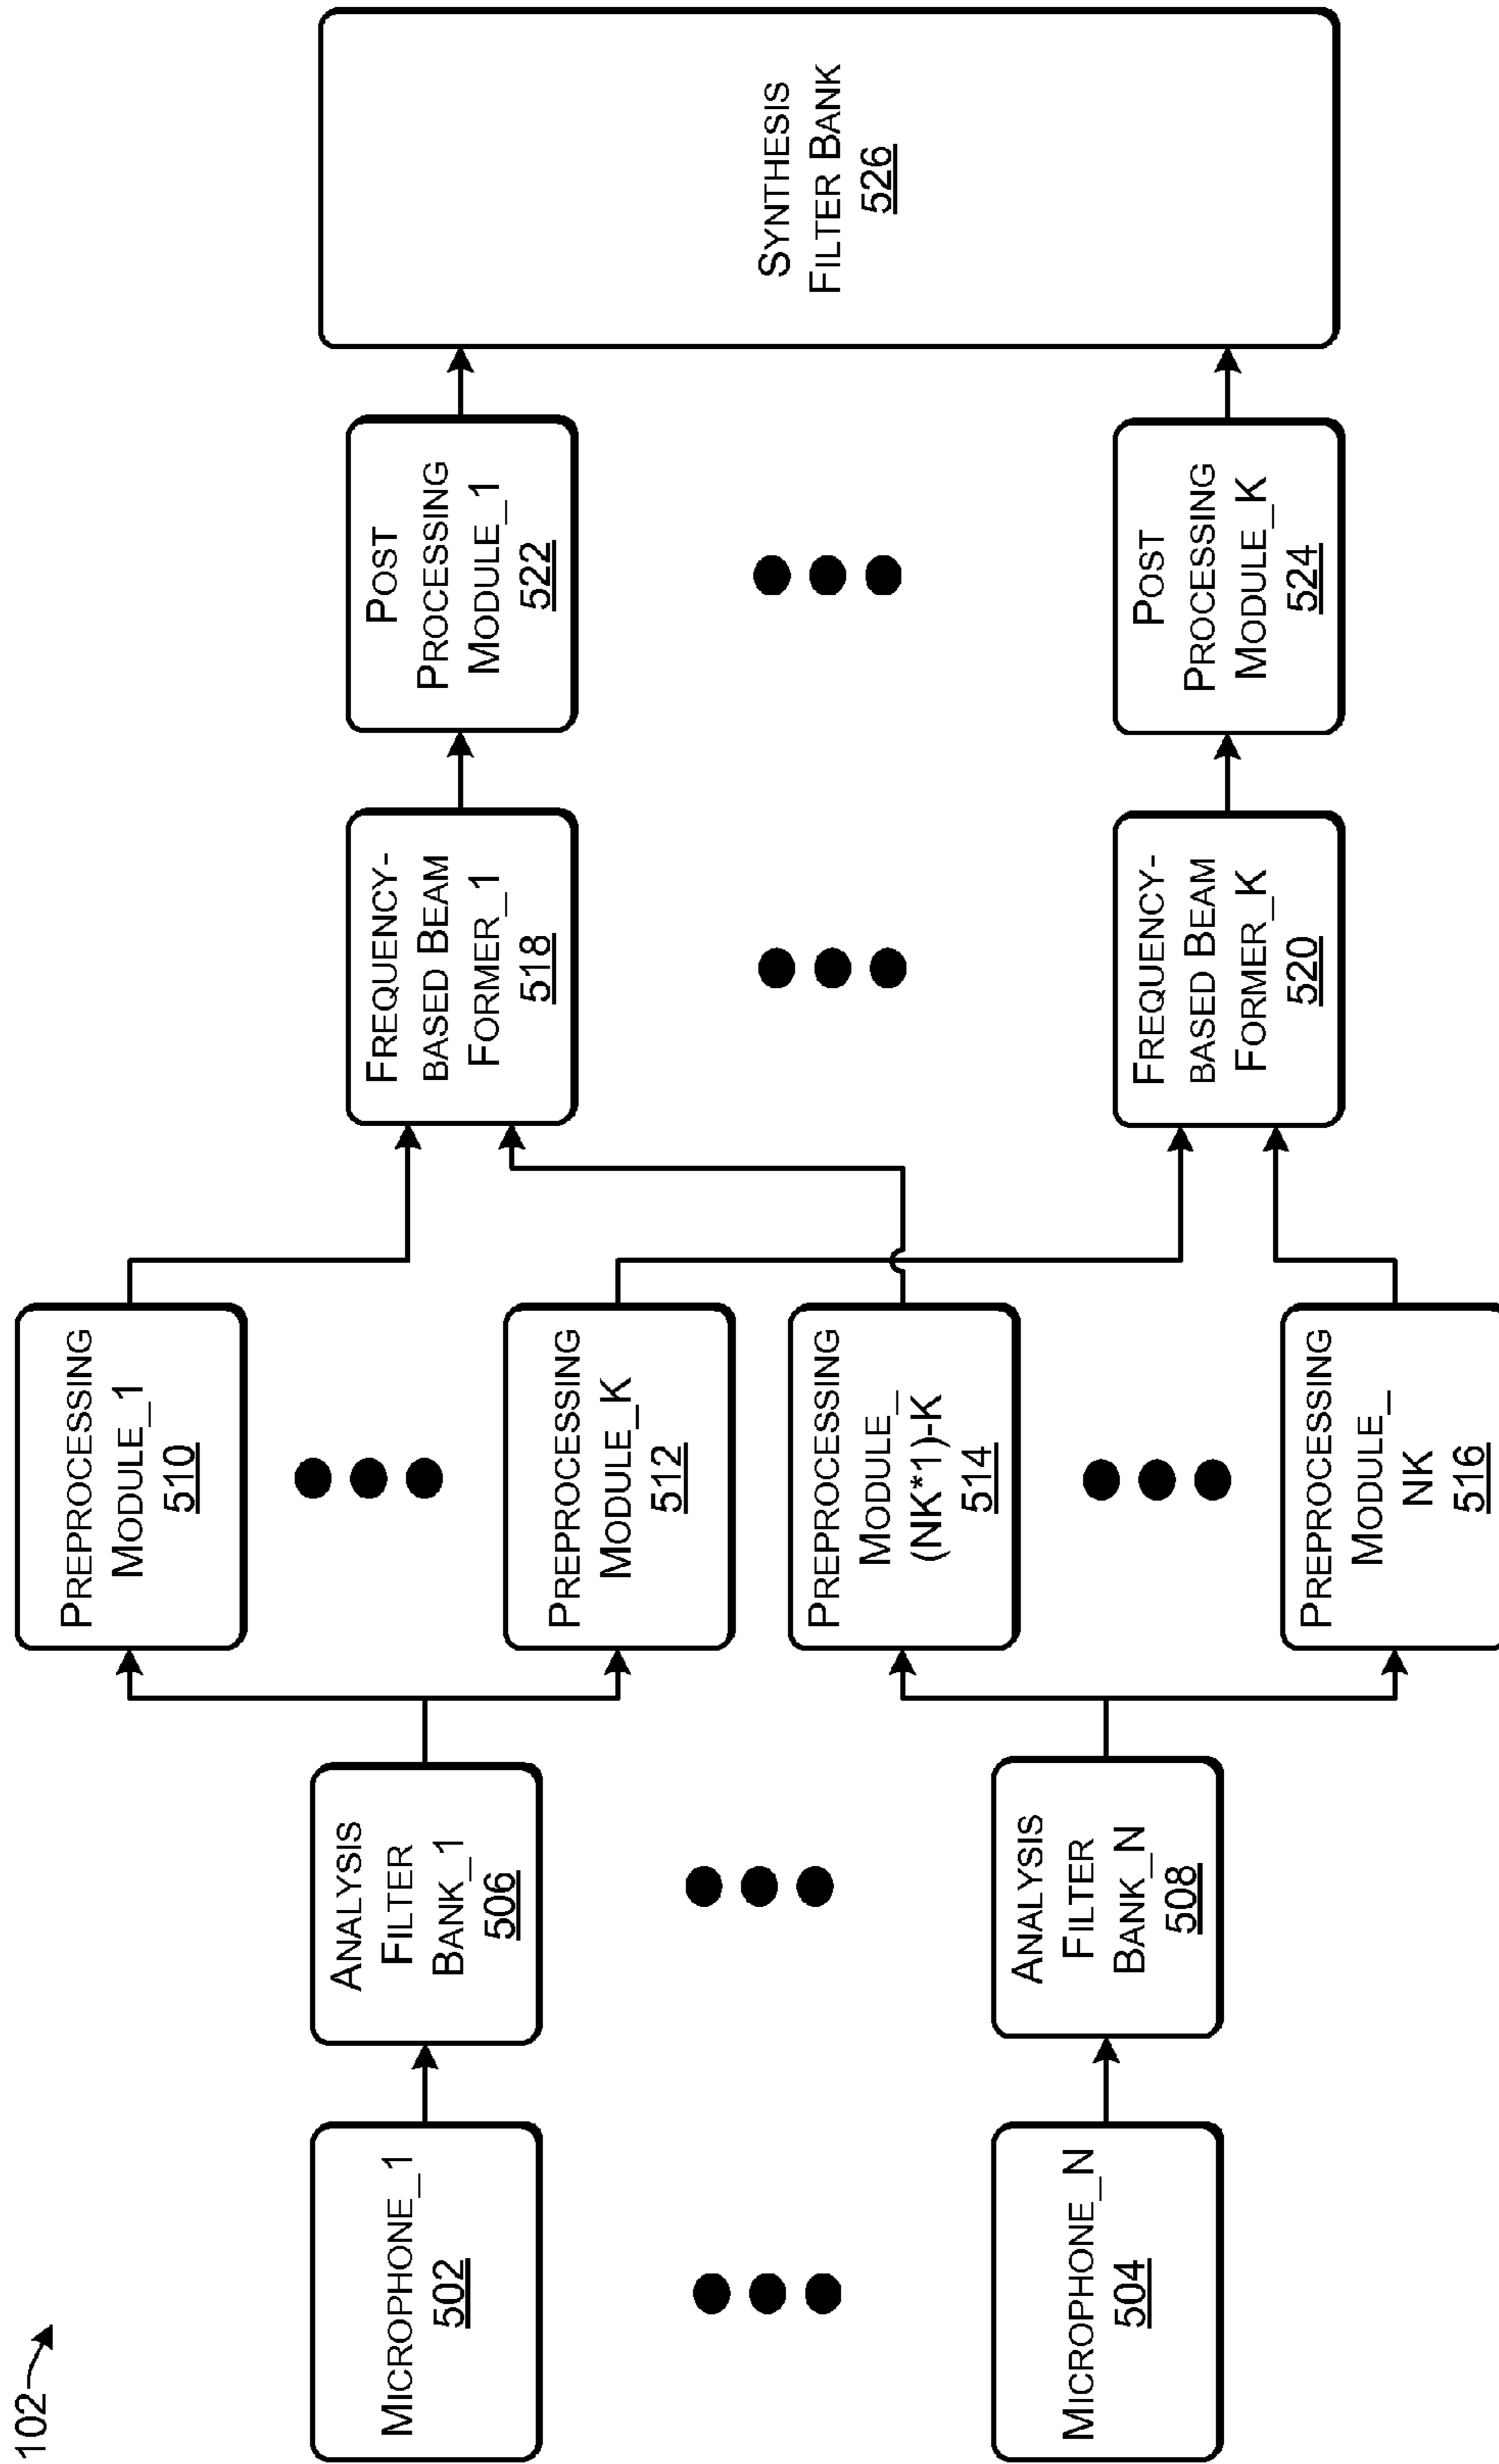 102
MICROPHONE_1
502
MICROPHONE_N
504
ANALYSIS
FILTER
BANK_1
506
ANALYSIS
FILTER
BANK_N
508
PREPROCESSING
MODULE_1
510
PREPROCESSING
MODULE_K
512
PREPROCESSING
MODULE_
(NK*1)-K
514
PREPROCESSING
MODULE_
NK
516
FREQUENCY-
BASED BEAM
FORMER_1
518
FREQUENCY-
BASED BEAM
FORMER_K
520
POST
PROCESSING
MODULE_1
522
POST
PROCESSING
MODULE_K
524
SYNTHESIS
FILTER BANK
526